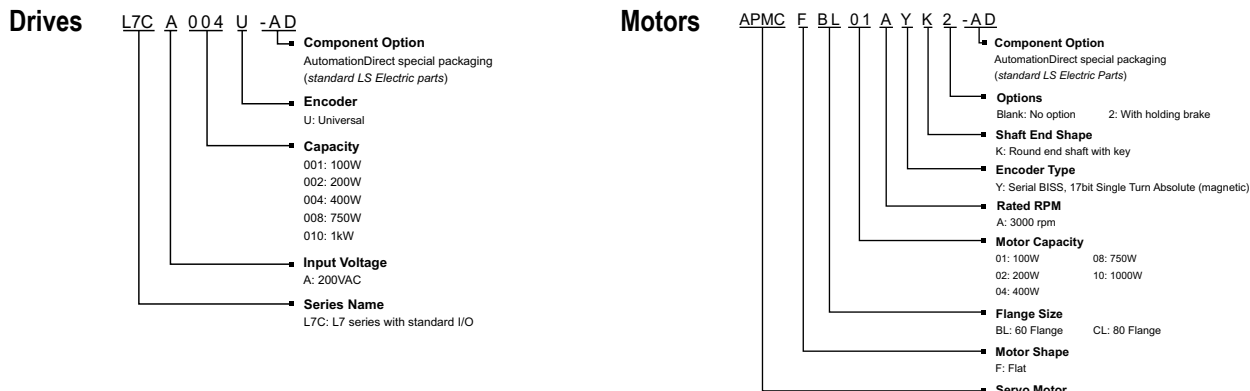 Drives
L7C A 004 U -AD
Component Option
AutomationDirect special packaging
(standard LS Electric parts)
Encoder
U: Universal
Capacity
001: 100W
002: 200W
004: 400W
008: 750W
010: 1kW
Input Voltage
A: 200VAC
Series Name
L7C: L7 series with standard I/O
Motors
APMC F BL 01 A Y K 2 -AD
Component Option
AutomationDirect special packaging
(standard LS Electric Parts)
Options
Blank: No option 2: With holding brake
Shaft End Shape
K: Round end shaft with key
Encoder Type
Y: Serial BISS, 17bit Single Turn Absolute (magnetic)
Rated RPM
A: 3000 rpm
Motor Capacity
01: 100W 08: 750W
02: 200W 10: 1000W
04: 400W
Flange Size
BL: 60 Flange CL: 80 Flange
Motor Shape
F: Flat
Servo Motor